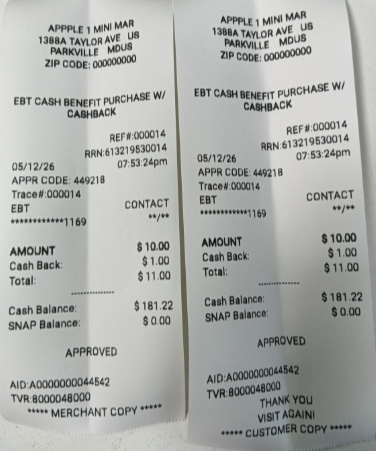 APPPLE 1 MINI MAR
1388A TAYLOR AVE US
PARKVILLE MDUS
ZIP CODE: 000000000
EBT CASH BENEFIT PURCHASE W/
CASHBACK
REF#:000014
RRN:613219530014
05/12/26 07:53:24pm
APPR CODE: 449218
Trace#:000014
EBT CONTACT
************1169 **/**
AMOUNT $10.00
Cash Back: $1.00
Total: $11.00
--------------
Cash Balance: $181.22
SNAP Balance: $0.00
APPROVED
AID:A0000000044542
TVR:8000048000
***** MERCHANT COPY *****
APPPLE 1 MINI MAR
1388A TAYLOR AVE US
PARKVILLE MDUS
ZIP CODE: 000000000
EBT CASH BENEFIT PURCHASE W/
CASHBACK
REF#:000014
RRN:613219530014
05/12/26 07:53:24pm
APPR CODE: 449218
Trace#:000014
EBT CONTACT
************1169 **/**
AMOUNT $10.00
Cash Back: $1.00
Total: $11.00
--------------
Cash Balance: $181.22
SNAP Balance: $0.00
APPROVED
AID:A0000000044542
TVR:8000048000
THANK YOU
VISIT AGAIN!
***** CUSTOMER COPY *****